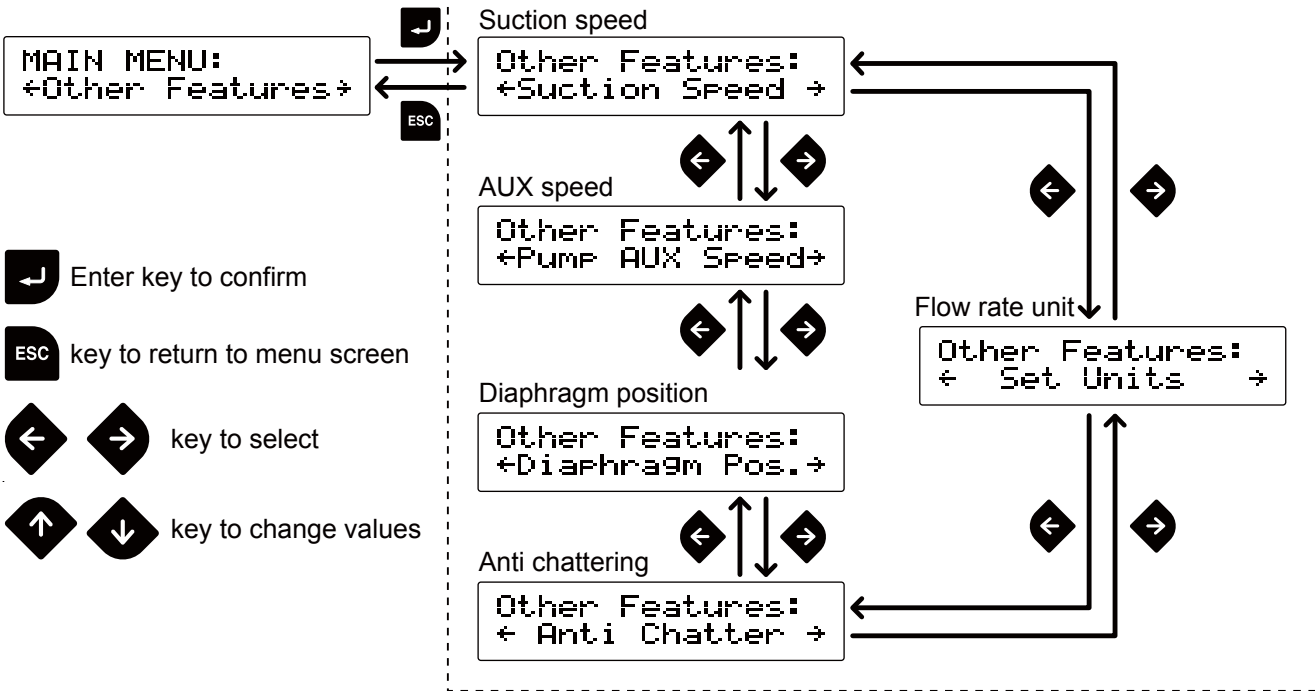 Suction speed
MAIN MENU:
←Other Features→
Other Features:
←Suction Speed →
ESC
AUX speed
Other Features:
←Pump AUX Speed→
Enter key to confirm
Flow rate unit
ESC key to return to menu screen
Other Features:
← Set Units →
Diaphragm position
Other Features:
←Diaphragm Pos.→
key to select
key to change values
Anti chattering
Other Features:
← Anti Chatter →